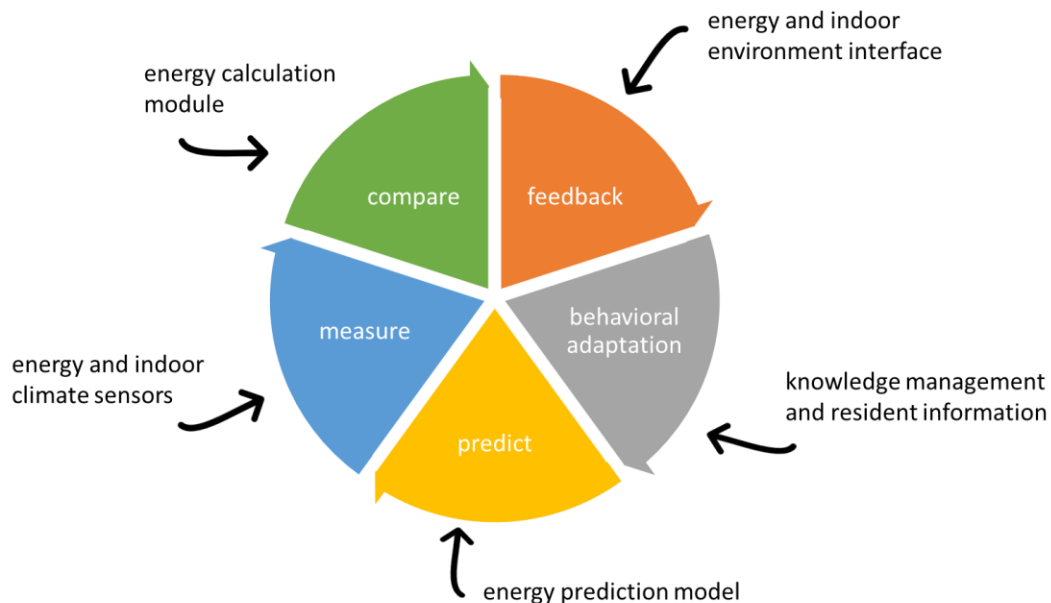 energy and indoor
environment interface
energy calculation
module
compare
feedback
measure
behavioral
adaptation
energy and indoor
climate sensors
knowledge management
and resident information
predict
energy prediction model